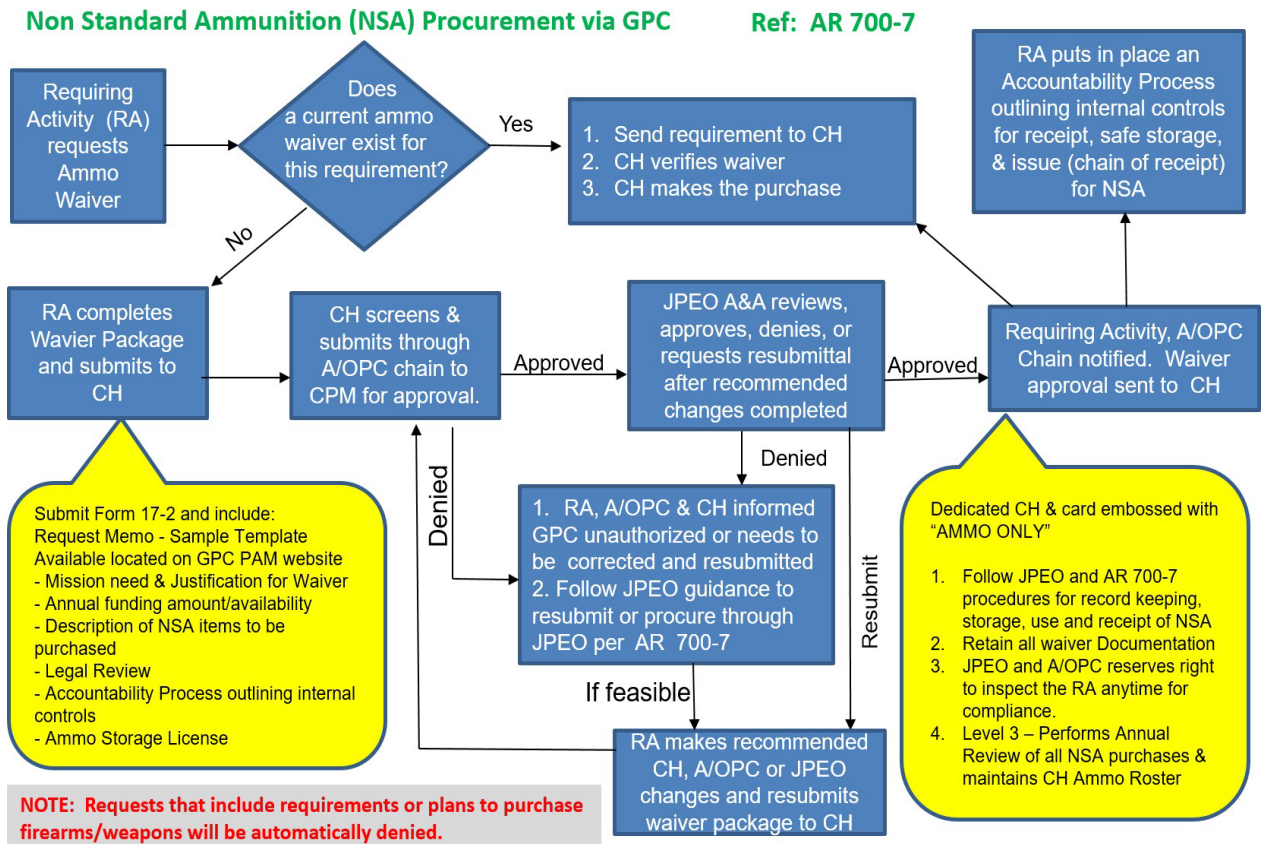 Non Standard Ammunition (NSA) Procurement via GPC
Ref: AR 700-7
Requiring
Activity (RA)
requests
Ammo
Waiver
Does
a current ammo
waiver exist for
this requirement?
Yes
No
1. Send requirement to CH
2. CH verifies waiver
3. CH makes the purchase
RA puts in place an
Accountability Process
outlining internal controls
for receipt, safe storage,
& issue (chain of receipt)
for NSA
RA completes
Wavier Package
and submits to
CH
CH screens &
submits through
A/OPC chain to
CPM for approval.
Approved
JPEO A&A reviews,
approves, denies, or
requests resubmittal
after recommended
changes completed
Approved
Requiring Activity, A/OPC
Chain notified. Waiver
approval sent to CH
Denied
Denied
Resubmit
1. RA, A/OPC & CH informed
GPC unauthorized or needs to
be corrected and resubmitted
2. Follow JPEO guidance to
resubmit or procure through
JPEO per AR 700-7
If feasible
RA makes recommended
CH, A/OPC or JPEO
changes and resubmits
waiver package to CH
Submit Form 17-2 and include:
Request Memo - Sample Template
Available located on GPC PAM website
- Mission need & Justification for Waiver
- Annual funding amount/availability
- Description of NSA items to be
purchased
- Legal Review
- Accountability Process outlining internal
controls
- Ammo Storage License
Dedicated CH & card embossed with
“AMMO ONLY”
1. Follow JPEO and AR 700-7
procedures for record keeping,
storage, use and receipt of NSA
2. Retain all waiver Documentation
3. JPEO and A/OPC reserves right
to inspect the RA anytime for
compliance.
4. Level 3 – Performs Annual
Review of all NSA purchases &
maintains CH Ammo Roster
NOTE: Requests that include requirements or plans to purchase
firearms/weapons will be automatically denied.